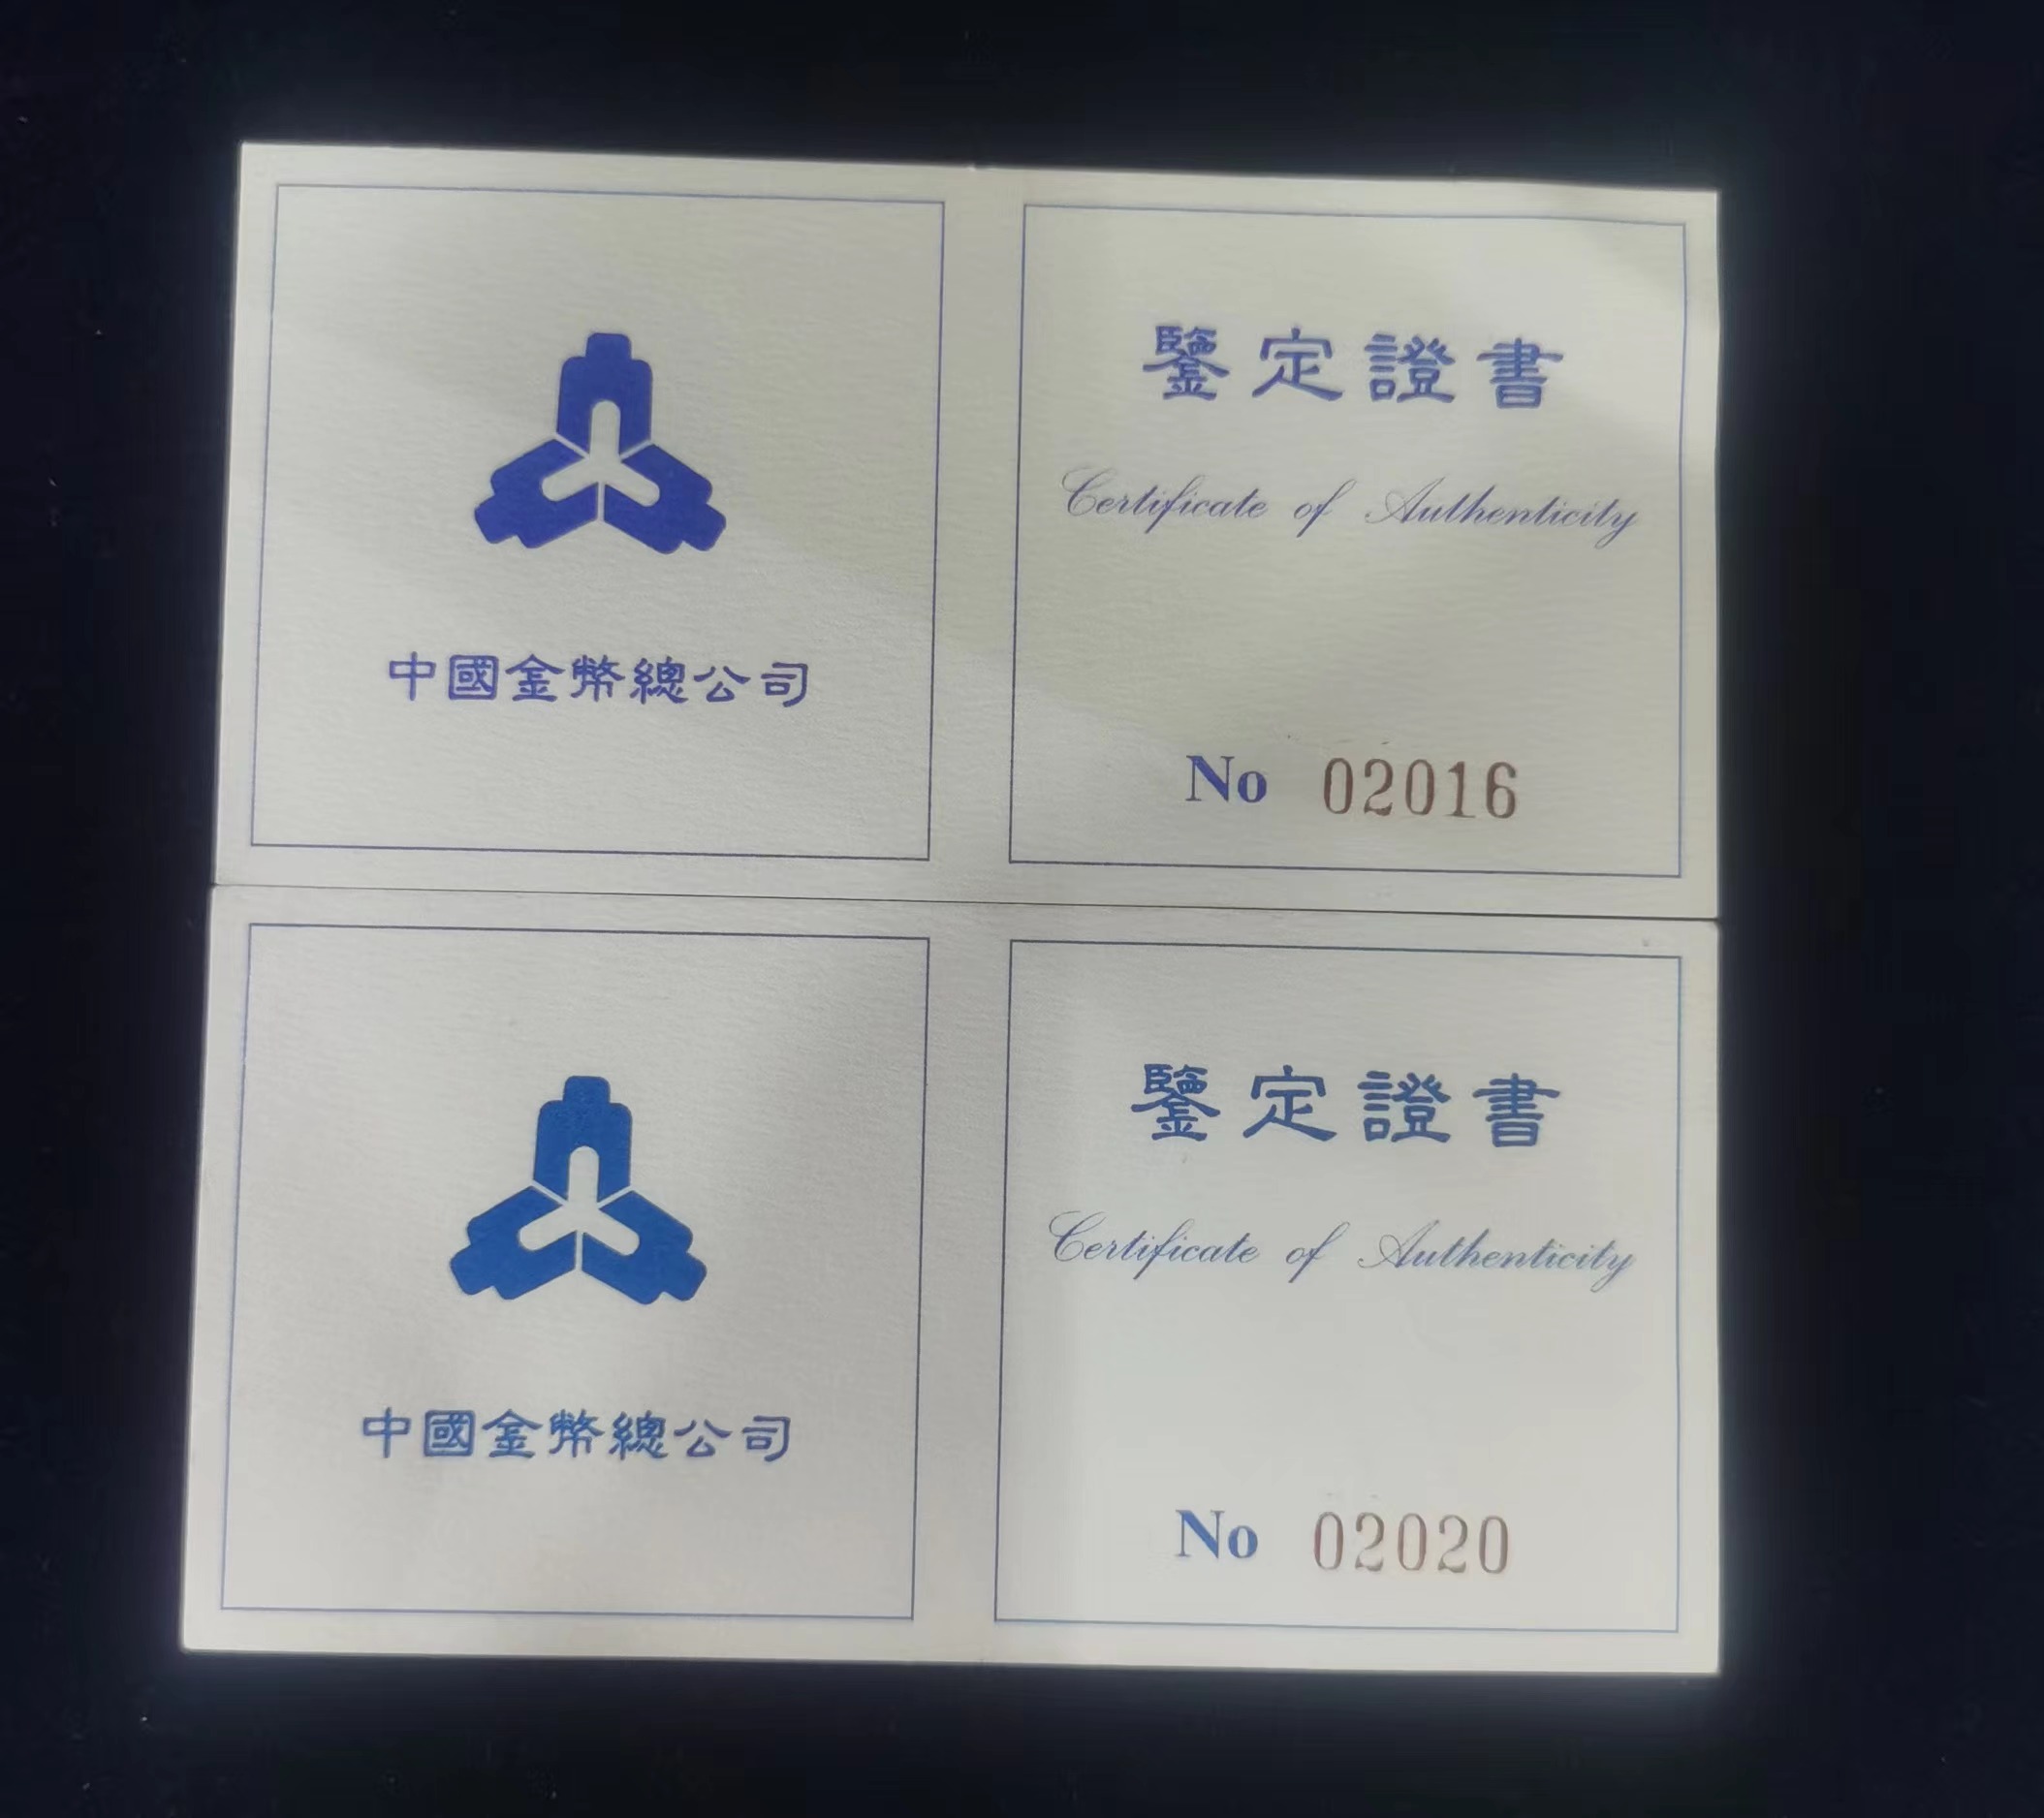 中國金幣總公司
鑒定證書
Certificate of Authenticity
No 02016
中國金幣總公司
鑒定證書
Certificate of Authenticity
No 02020